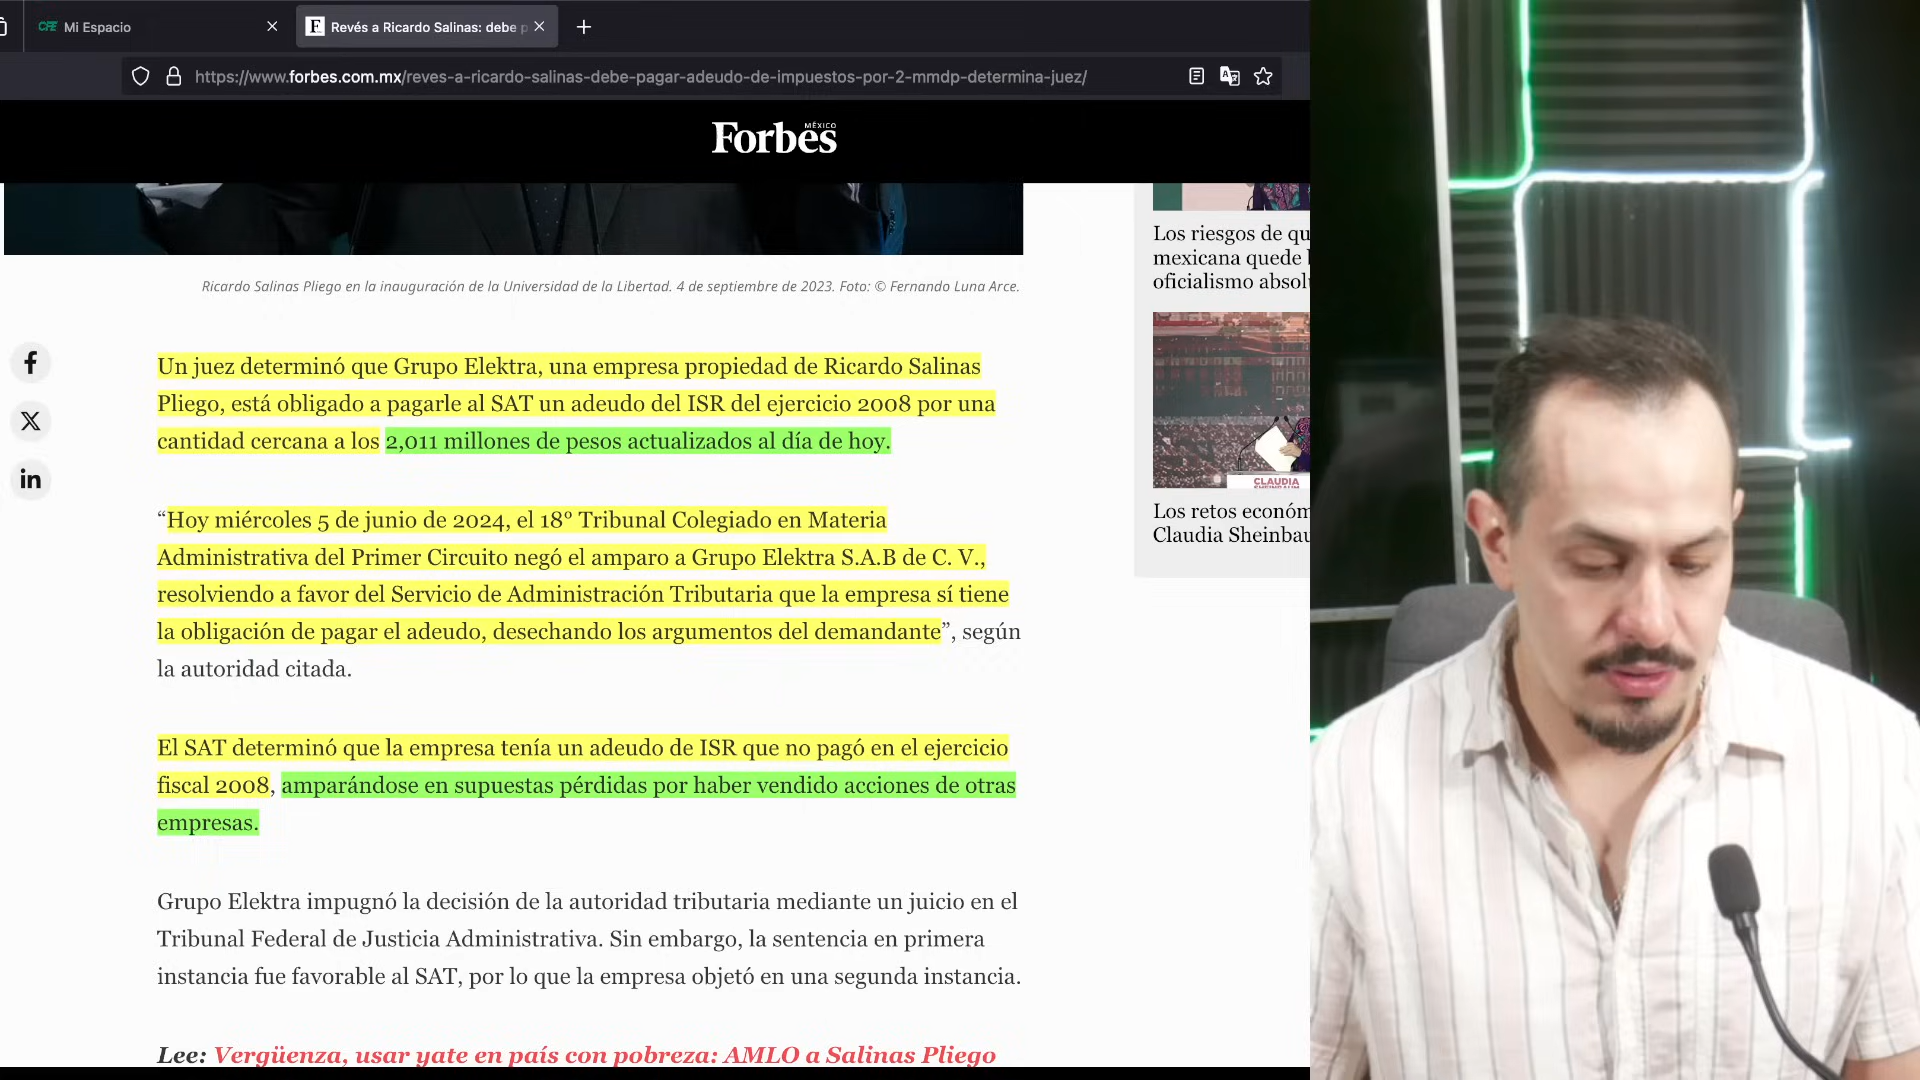 CFE Mi Espacio
F Revés a Ricardo Salinas: debe p
https://www.forbes.com.mx/reves-a-ricardo-salinas-debe-pagar-adeudo-de-impuestos-por-2-mmdp-determina-juez/
Forbes MÉXICO
Ricardo Salinas Pliego en la inauguración de la Universidad de la Libertad. 4 de septiembre de 2023. Foto: © Fernando Luna Arce.
Un juez determinó que Grupo Elektra, una empresa propiedad de Ricardo Salinas
Pliego, está obligado a pagarle al SAT un adeudo del ISR del ejercicio 2008 por una
cantidad cercana a los 2,011 millones de pesos actualizados al día de hoy.
“Hoy miércoles 5 de junio de 2024, el 18° Tribunal Colegiado en Materia
Administrativa del Primer Circuito negó el amparo a Grupo Elektra S.A.B de C. V.,
resolviendo a favor del Servicio de Administración Tributaria que la empresa sí tiene
la obligación de pagar el adeudo, desechando los argumentos del demandante”, según
la autoridad citada.
El SAT determinó que la empresa tenía un adeudo de ISR que no pagó en el ejercicio
fiscal 2008, amparándose en supuestas pérdidas por haber vendido acciones de otras
empresas.
Grupo Elektra impugnó la decisión de la autoridad tributaria mediante un juicio en el
Tribunal Federal de Justicia Administrativa. Sin embargo, la sentencia en primera
instancia fue favorable al SAT, por lo que la empresa objetó en una segunda instancia.
Lee: Vergüenza, usar yate en país con pobreza: AMLO a Salinas Pliego
Los riesgos de qu
mexicana quede
oficialismo absol
CLAUDIA
SHEINBAUM
Los retos económ
Claudia Sheinbau